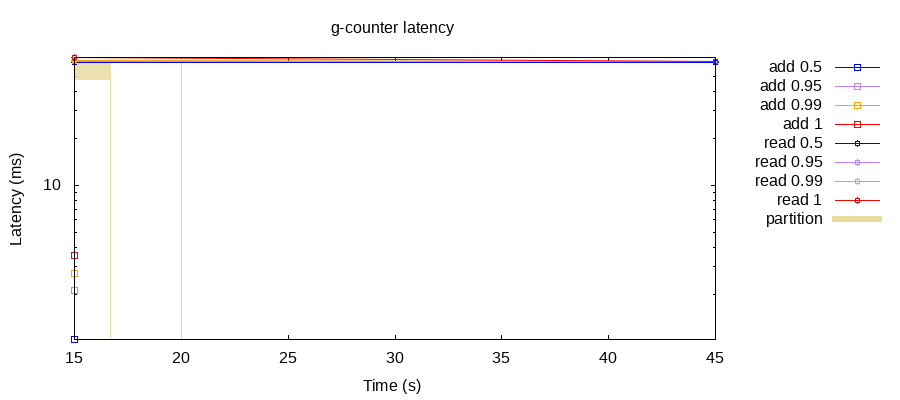 g-counter latency
add 0.5
add 0.95
add 0.99
add 1
read 0.5
read 0.95
read 0.99
read 1
partition
Latency (ms)
10
15 20 25 30 35 40 45
Time (s)